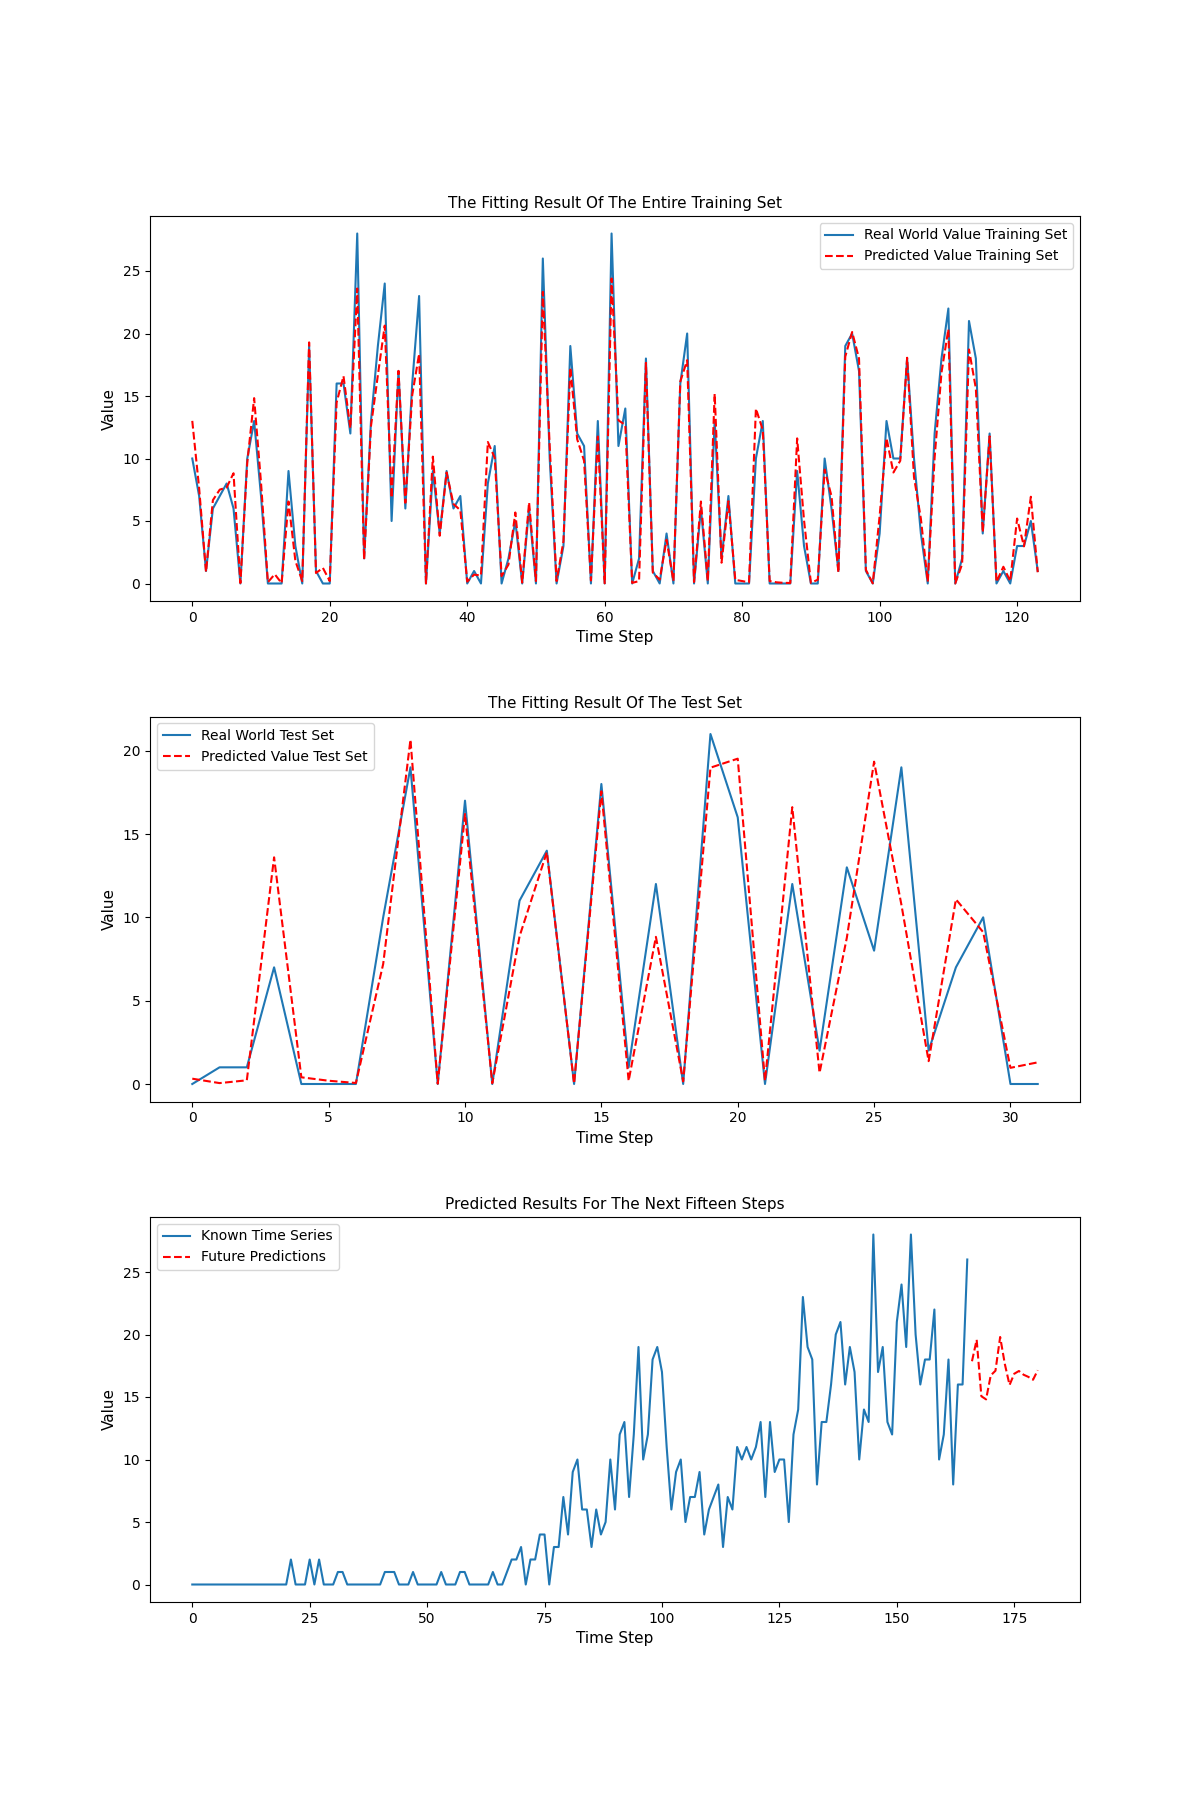 The Fitting Result Of The Entire Training Set
Real World Value Training Set
Predicted Value Training Set
Value
25
20
15
10
5
0
0 20 40 60 80 100 120
Time Step
The Fitting Result Of The Test Set
Real World Test Set
Predicted Value Test Set
Value
20
15
10
5
0
0 5 10 15 20 25 30
Time Step
Predicted Results For The Next Fifteen Steps
Known Time Series
Future Predictions
Value
25
20
15
10
5
0
0 25 50 75 100 125 150 175
Time Step